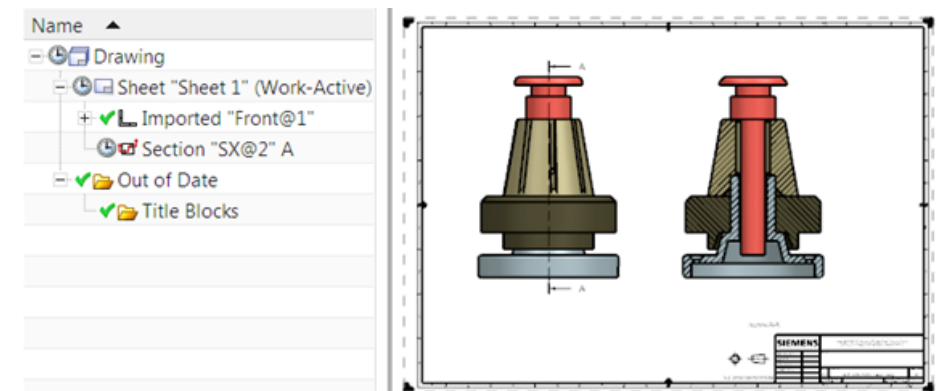 Name
Drawing
Sheet "Sheet 1" (Work-Active)
Imported "Front@1"
Section "SX@2" A
Out of Date
Title Blocks
A
A
SIEMENS